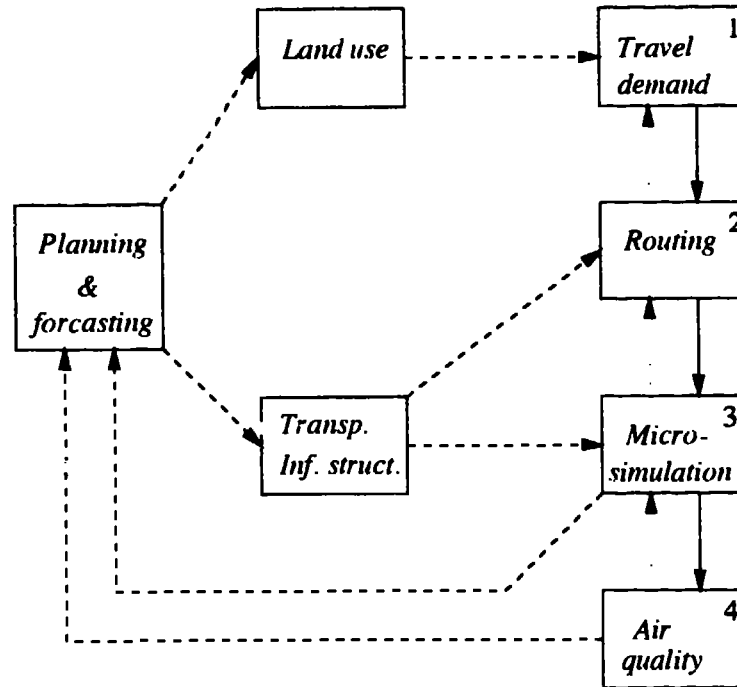 Land use
1
Travel
demand
Planning
&
forcasting
2
Routing
Transp.
Inf. struct.
3
Micro-
simulation
4
Air
quality